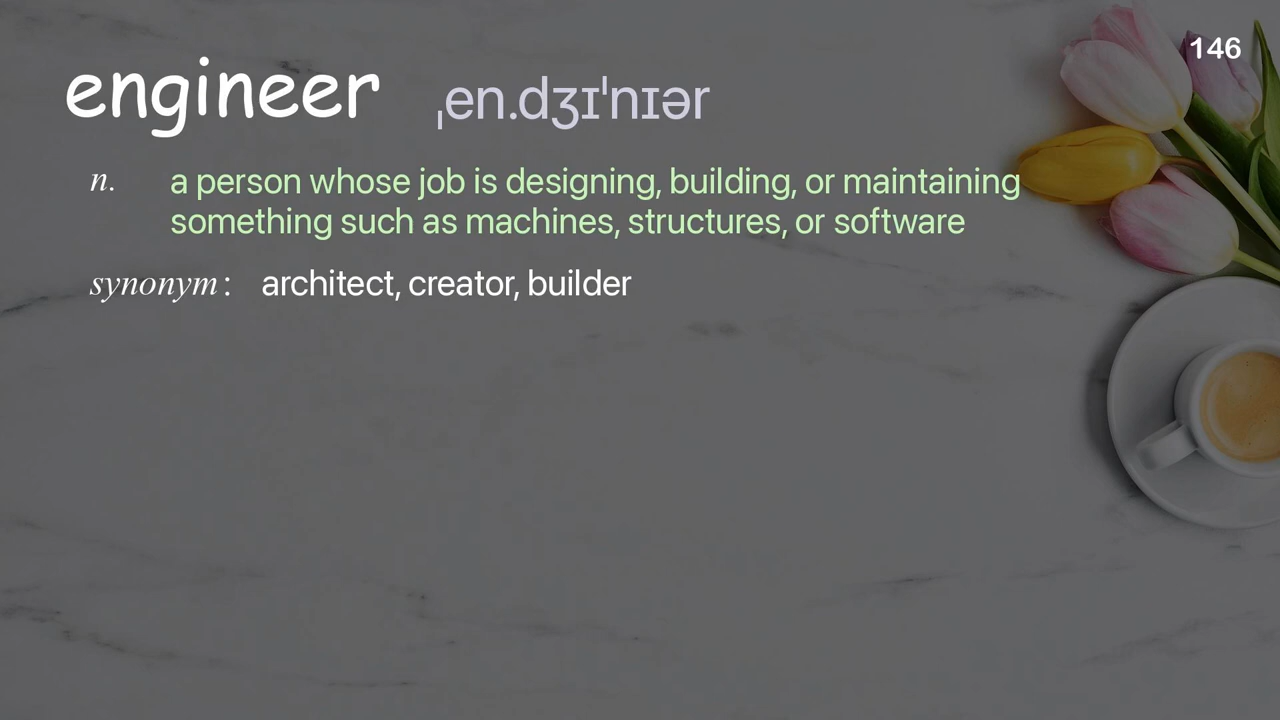 146
engineer ˌen.dʒɪˈnɪər
n. a person whose job is designing, building, or maintaining
something such as machines, structures, or software
synonym: architect, creator, builder